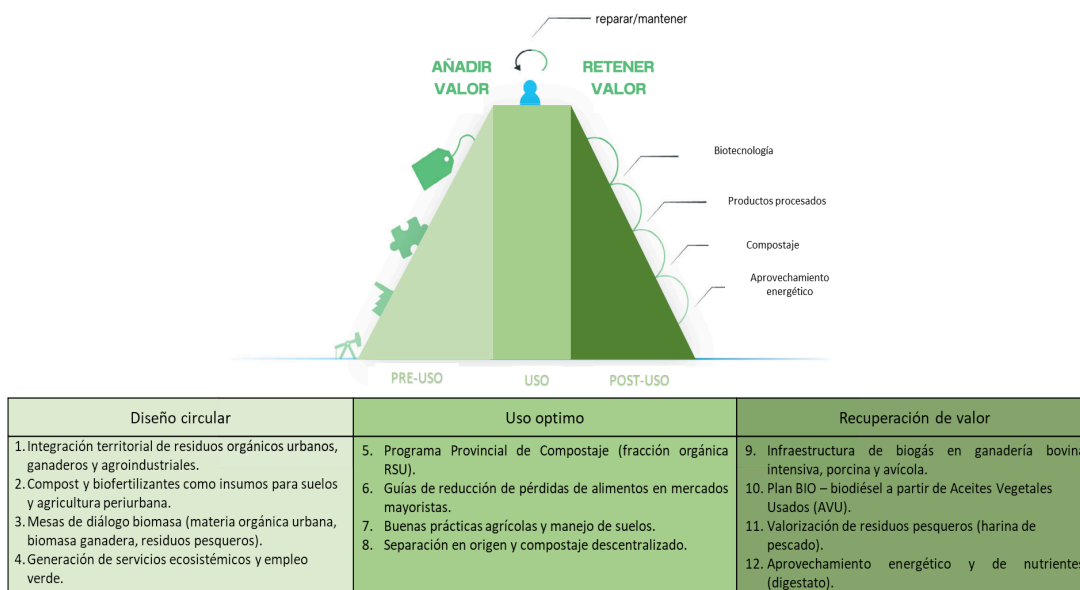 reparar/mantener
AÑADIR
VALOR
RETENER
VALOR
Biotecnología
Productos procesados
Compostaje
Aprovechamiento
energético
PRE-USO
USO
POST-USO
Diseño circular
1. Integración territorial de residuos orgánicos urbanos,
ganaderos y agroindustriales.
2. Compost y biofertilizantes como insumos para suelos
y agricultura periurbana.
3. Mesas de diálogo biomasa (materia orgánica urbana,
biomasa ganadera, residuos pesqueros).
4. Generación de servicios ecosistémicos y empleo
verde.
Uso optimo
5. Programa Provincial de Compostaje (fracción orgánica
RSU).
6. Guías de reducción de pérdidas de alimentos en mercados
mayoristas.
7. Buenas prácticas agrícolas y manejo de suelos.
8. Separación en origen y compostaje descentralizado.
Recuperación de valor
9. Infraestructura de biogás en ganadería bovina
intensiva, porcina y avícola.
10. Plan BIO – biodiésel a partir de Aceites Vegetales
Usados (AVU).
11. Valorización de residuos pesqueros (harina de
pescado).
12. Aprovechamiento energético y de nutrientes
(digestato).